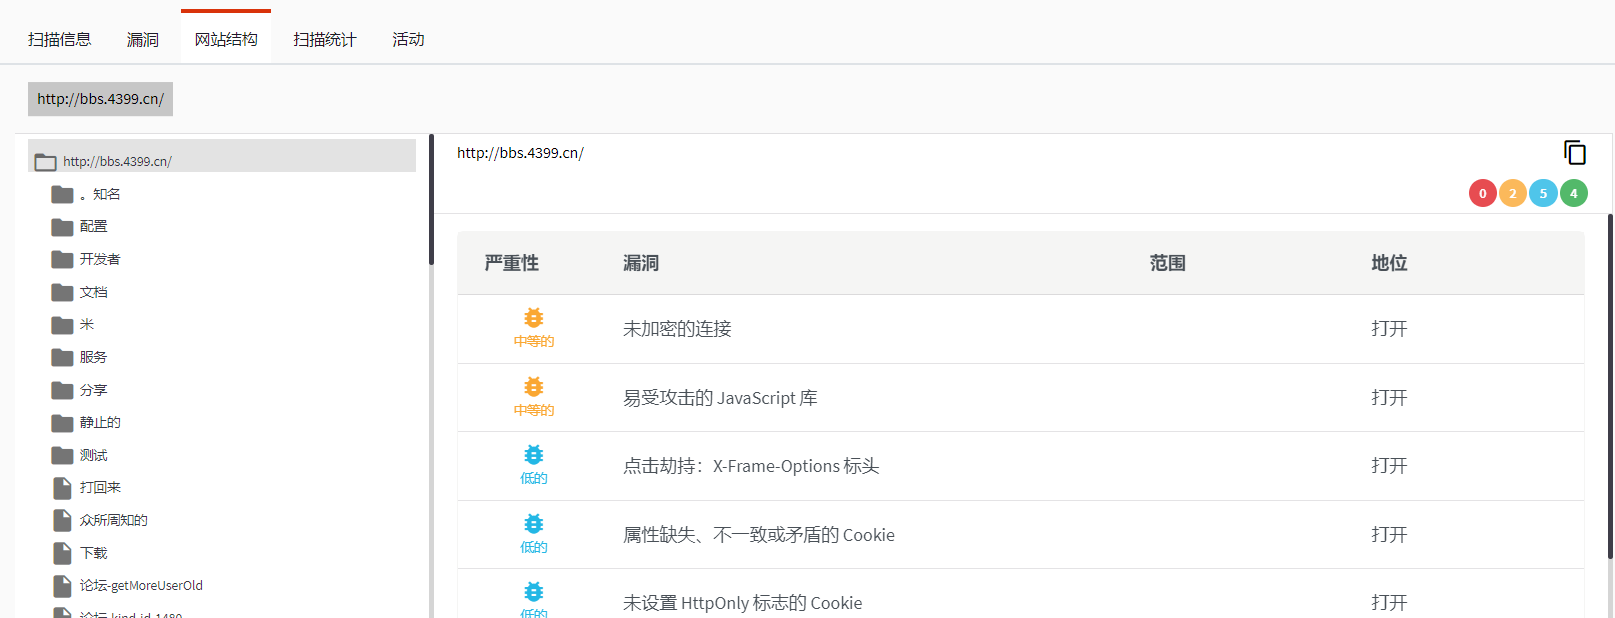 扫描信息 漏洞 网站结构 扫描统计 活动
http://bbs.4399.cn/
http://bbs.4399.cn/
。知名
配置
开发者
文档
米
服务
分享
静止的
测试
打回来
众所周知的
下载
论坛-getMoreUserOld
论坛-kind-id-1480
http://bbs.4399.cn/
0 2 5 4
严重性 漏洞 范围 地位
中等的 未加密的连接 打开
中等的 易受攻击的 JavaScript 库 打开
低的 点击劫持：X-Frame-Options 标头 打开
低的 属性缺失、不一致或矛盾的 Cookie 打开
低的 未设置 HttpOnly 标志的 Cookie 打开